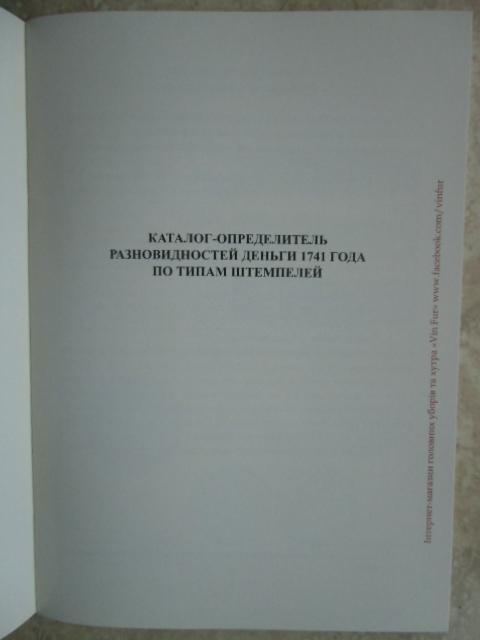 КАТАЛОГ-ОПРЕДЕЛИТЕЛЬ
РАЗНОВИДНОСТЕЙ ДЕНЬГИ 1741 ГОДА
ПО ТИПАМ ШТЕМПЕЛЕЙ
Інтернет-магазин головних уборів та хутра «Vin Fur» www.facebook.com/vinfur